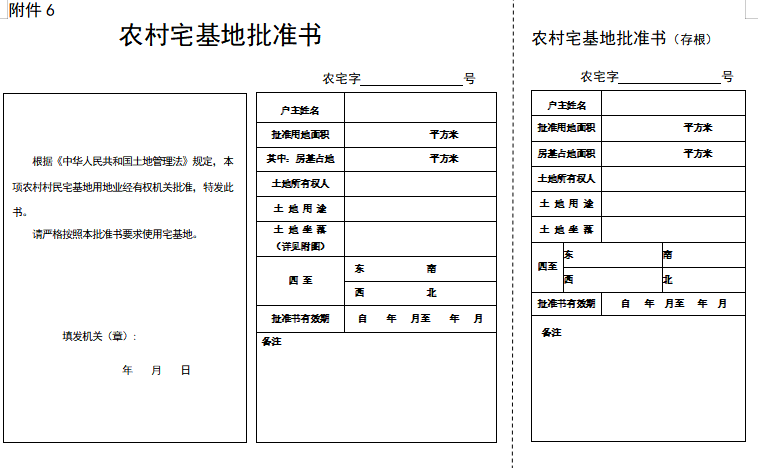 附件 6
农村宅基地批准书
农宅字 号
根据《中华人民共和国土地管理法》规定，本
项农村村民宅基地用地业经有权机关批准，特发此
书。
请严格按照本批准书要求使用宅基地。
填发机关（章）：
年 月 日
户主姓名
批准用地面积 平方米
其中：房基占地 平方米
土地所有权人
土 地 用 途
土 地 坐 落
（详见附图）
四 至
东 南
西 北
批准书有效期 自 年 月至 年 月
备注
农村宅基地批准书（存根）
农宅字 号
户主姓名
批准用地面积 平方米
房基占地面积 平方米
土地所有权人
土 地 用 途
土 地 坐 落
四至
东 南
西 北
批准书有效期 自 年 月至 年 月
备注